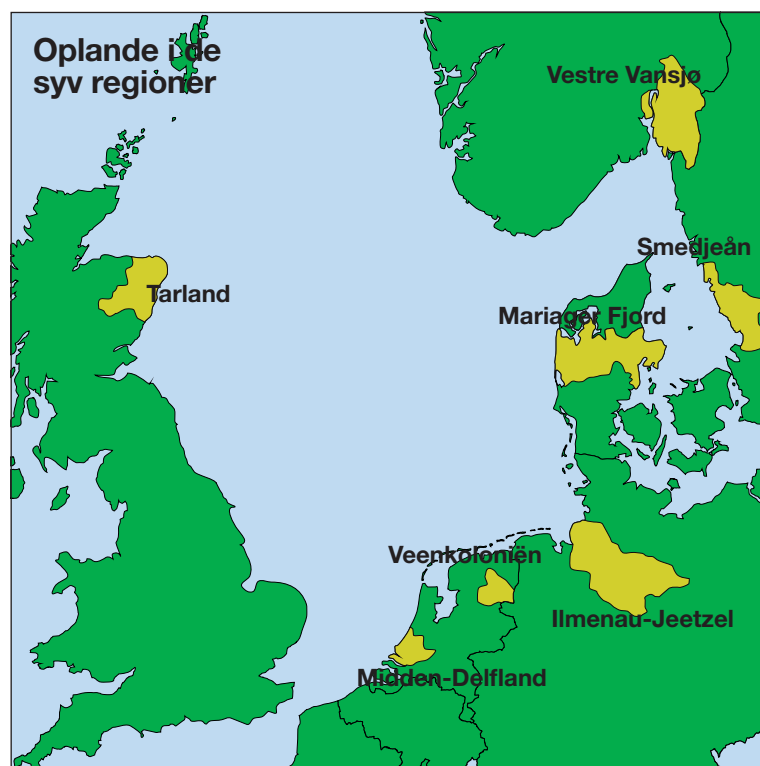 Oplande i de
syv regioner
Vestre Vansjø
Smedjeån
Tarland
Mariager Fjord
Veenkoloniën
Ilmenau-Jeetzel
Midden-Delfland